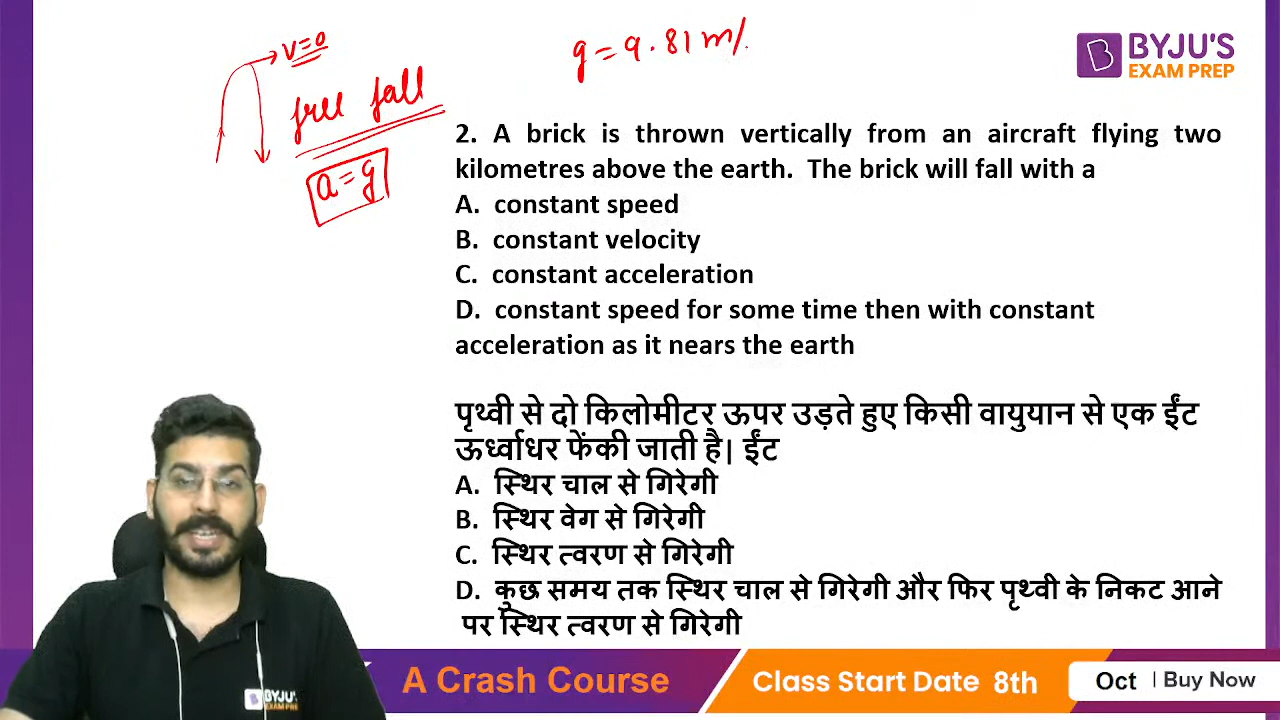 v=0
free fall
a=g
g=9.81 m/
BYJU'S
EXAM PREP
2. A brick is thrown vertically from an aircraft flying two
kilometres above the earth. The brick will fall with a
A. constant speed
B. constant velocity
C. constant acceleration
D. constant speed for some time then with constant
acceleration as it nears the earth
पृथ्वी से दो किलोमीटर ऊपर उड़ते हुए किसी वायुयान से एक ईंट
ऊर्ध्वाधर फेंकी जाती है। ईंट
A. स्थिर चाल से गिरेगी
B. स्थिर वेग से गिरेगी
C. स्थिर त्वरण से गिरेगी
D. कुछ समय तक स्थिर चाल से गिरेगी और फिर पृथ्वी के निकट आने
पर स्थिर त्वरण से गिरेगी
BYJU'S
EXAM PREP
A Crash Course
Class Start Date 8th
Oct | Buy Now